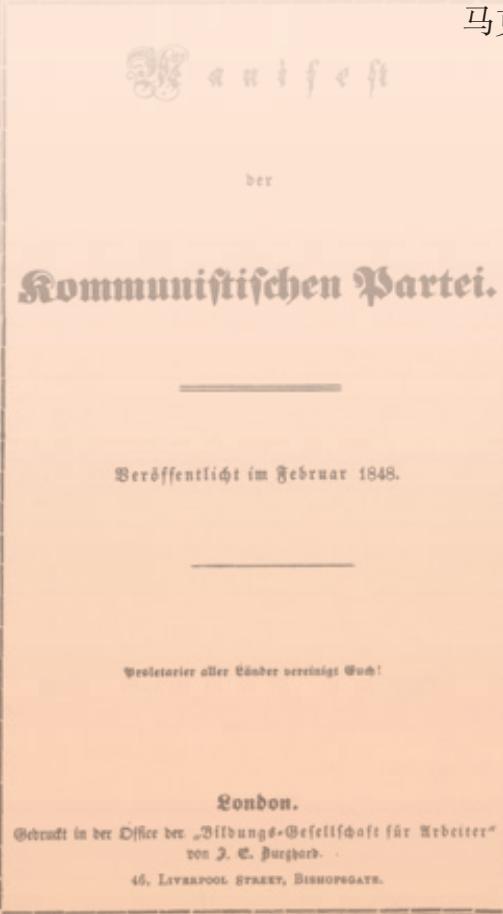 马克
Manifest
der
Kommunistischen Partei.
Veröffentlicht im Februar 1848.
Proletarier aller Länder vereinigt Euch!
London.
Gedruckt in der Office der „Bildungs-Gesellschaft für Arbeiter“
von J. E. Burghard.
46, LIVERPOOL STREET, BISHOPSGATE.